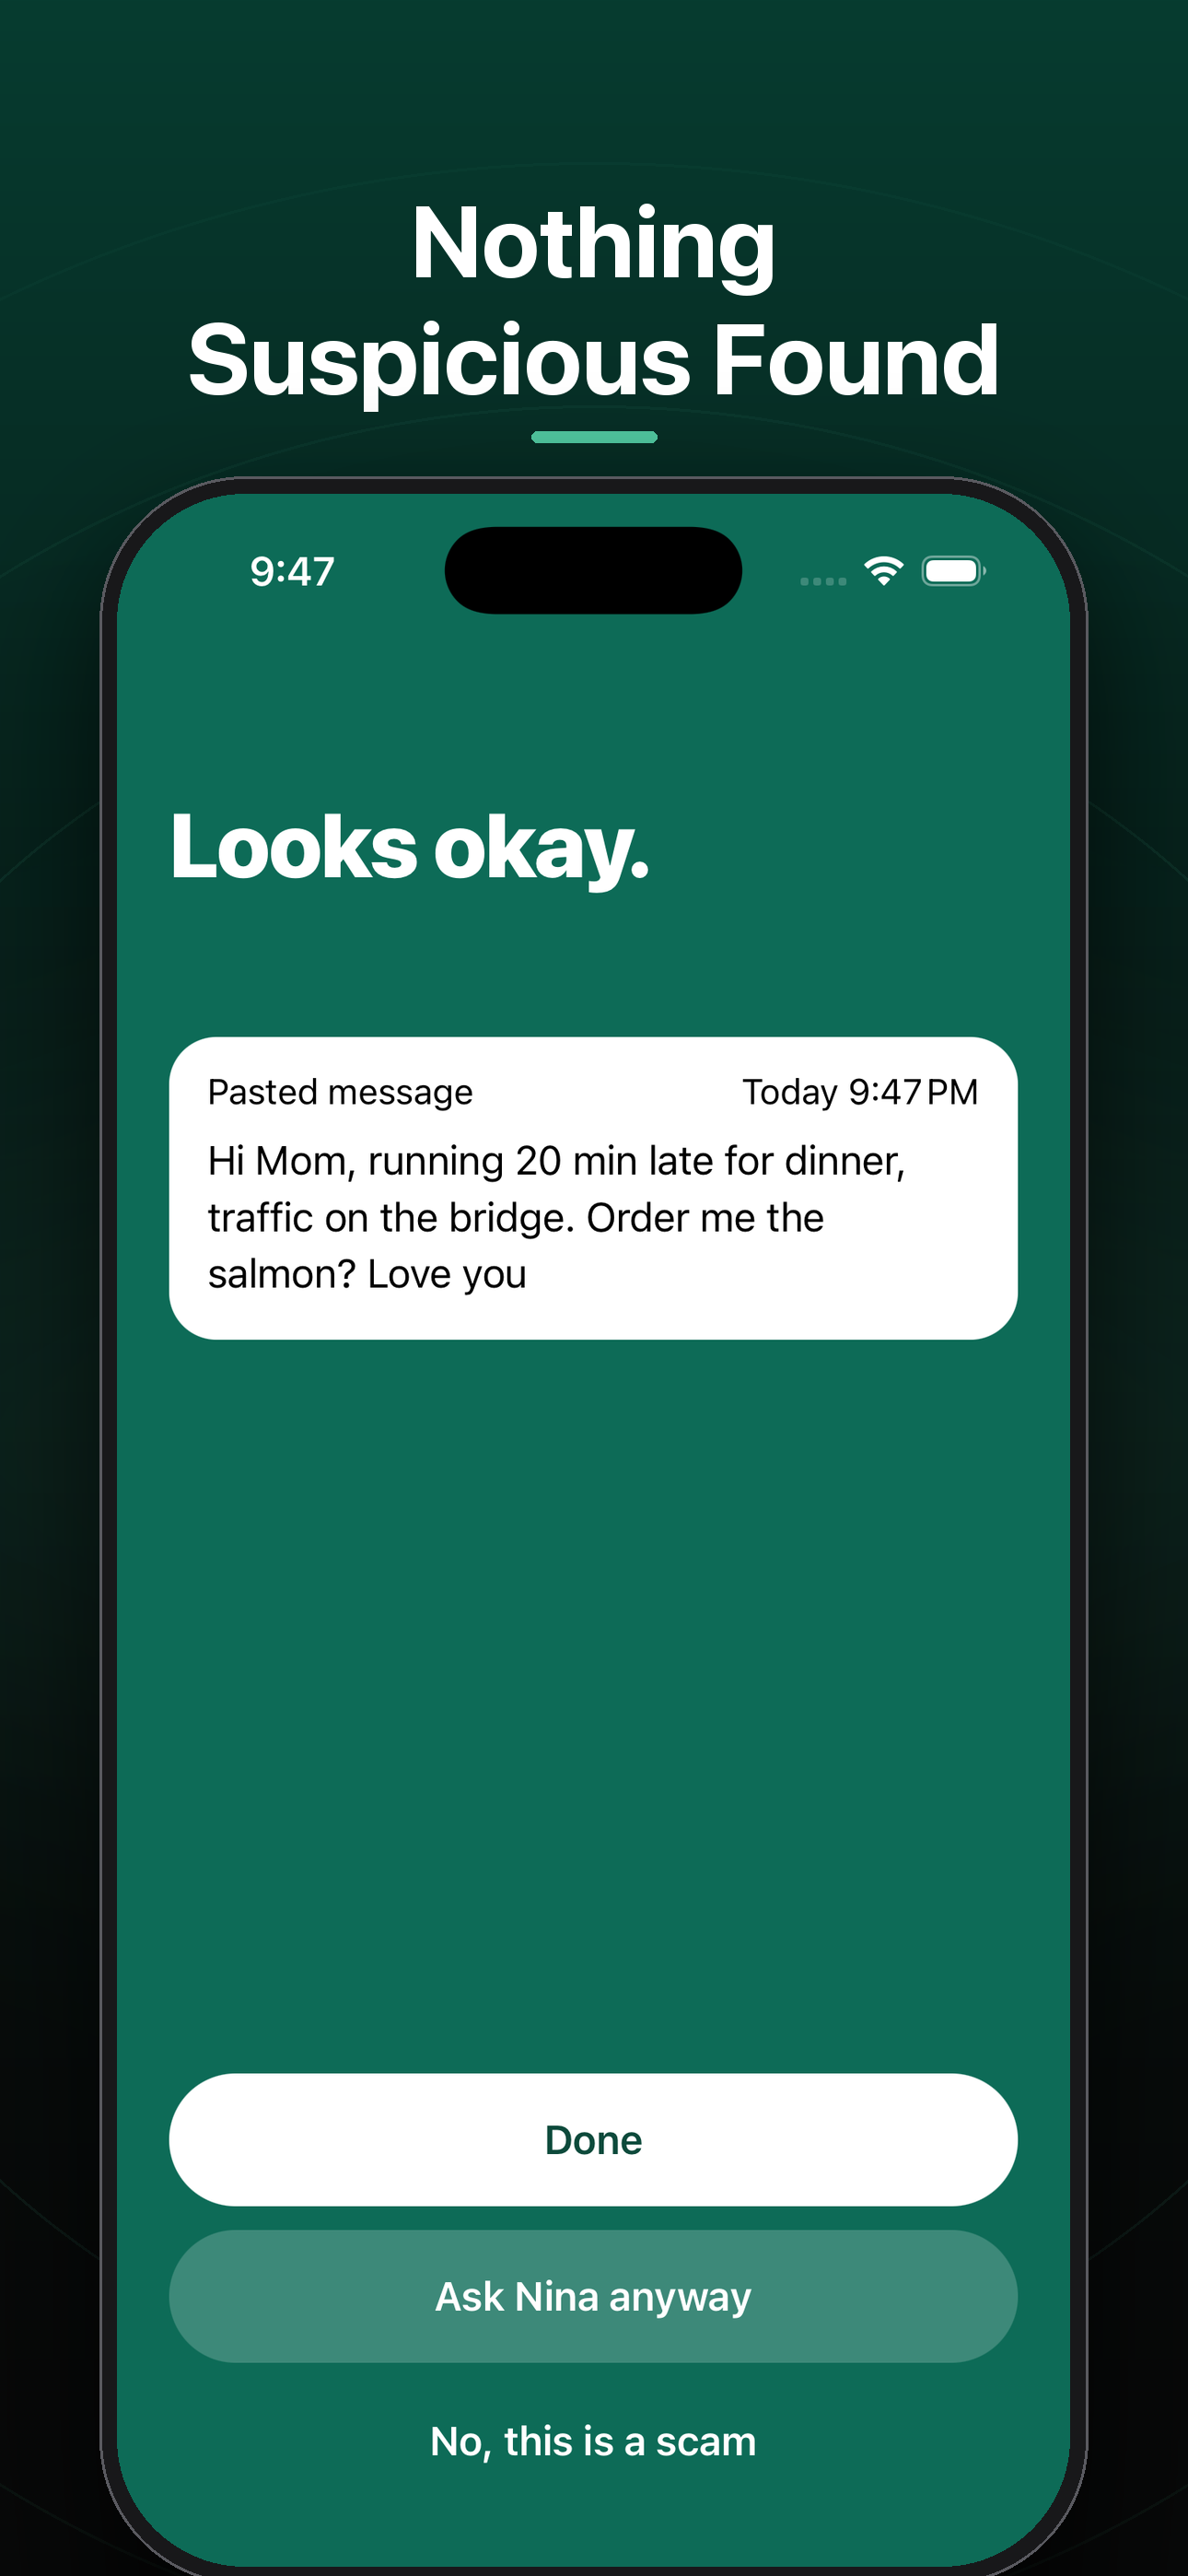 Nothing
Suspicious Found
9:47
Looks okay.
Pasted message Today 9:47 PM
Hi Mom, running 20 min late for dinner,
traffic on the bridge. Order me the
salmon? Love you
Done
Ask Nina anyway
No, this is a scam